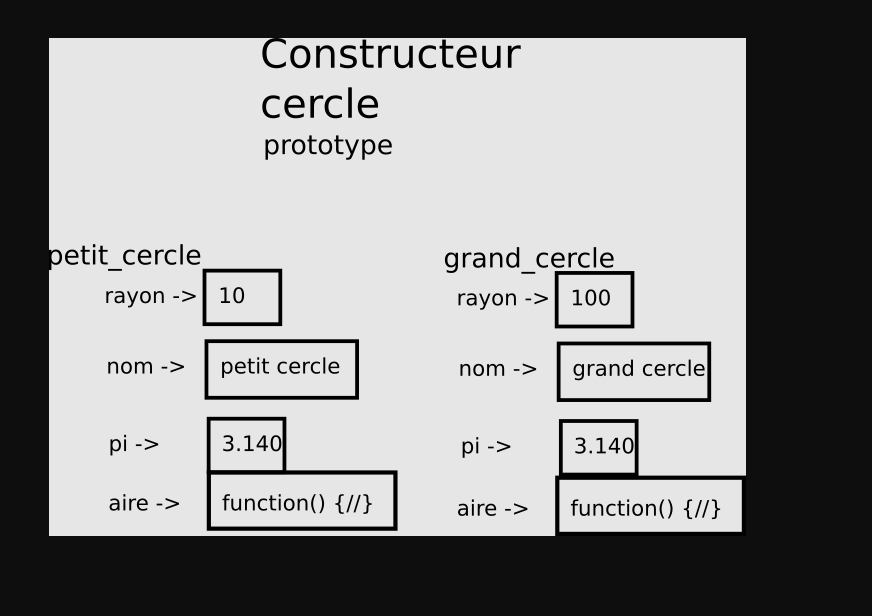 Constructeur
cercle
prototype
petit_cercle
rayon -> 10
nom -> petit cercle
pi -> 3.140
aire -> function() {//}
grand_cercle
rayon -> 100
nom -> grand cercle
pi -> 3.140
aire -> function() {//}